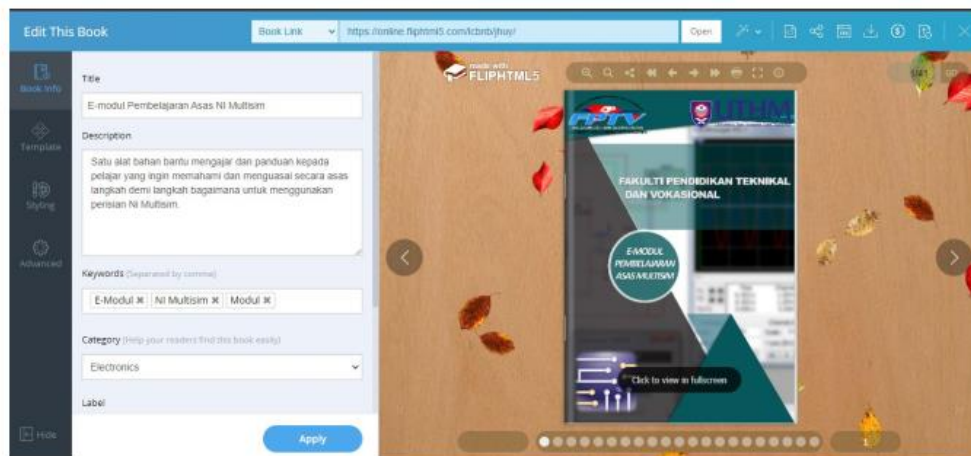 Edit This Book
Book Link
https://online.fliphtml5.com/lcbnb/jhuy/
Open
Book Info
Template
Styling
Advanced
Hide
Title
E-modul Pembelajaran Asas NI Multisim
Description
Satu alat bahan bantu mengajar dan panduan kepada
pelajar yang ingin memahami dan menguasai secara asas
langkah demi langkah bagaimana untuk menggunakan
perisian NI Multisim.
Keywords (Separated by comma)
E-Modul ✖ NI Multisim ✖ Modul ✖
Category (Help your readers find this book easily)
Electronics
Label
Apply
made with
FLIPHTML5
FPTV
UTHM
FAKULTI PENDIDIKAN TEKNIKAL
DAN VOKASIONAL
E-MODUL
PEMBELAJARAN
ASAS MULTISIM
Click to view in fullscreen
1